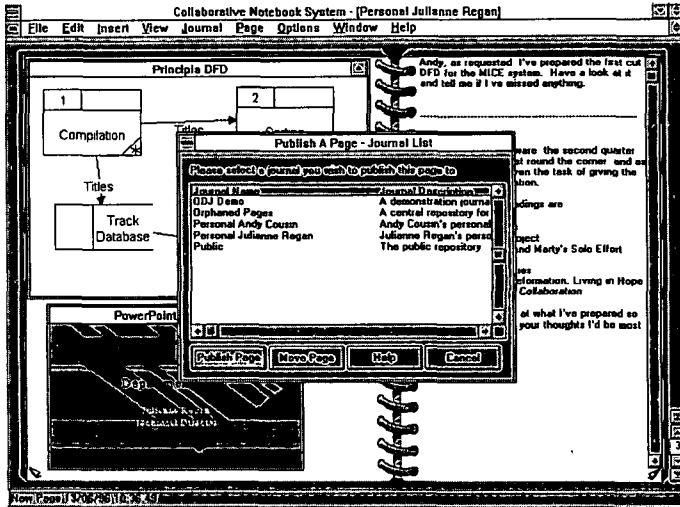 Collaborative Notebook System - [Personal Julianne Regan]
File Edit Insert View Journal Page Options Window Help
Principia DFD
1
2
Compilation
Titles
Titles
Track
Database
PowerPoint
Andy, as requested I've prepared the first cut
DFD for the MICE system. Have a look at it
and tell me if I ve missed anything.
the second quarter
round the corner and as
the task of giving the
are
and Marty's Solo Effort
Living in Hope
Collaboration
at what I've prepared so
your thoughts I'd be most
Publish A Page - Journal List
Please select a journal you wish to publish this page to
Journal Name Journal Description
ODJ Demo A demonstration journa
Orphaned Pages A central repository for
Personal Andy Cousin Andy Cousin's personal
Personal Julianne Regan Julianne Regan's perso
Public The public repository
Publish Page Move Page Help Cancel